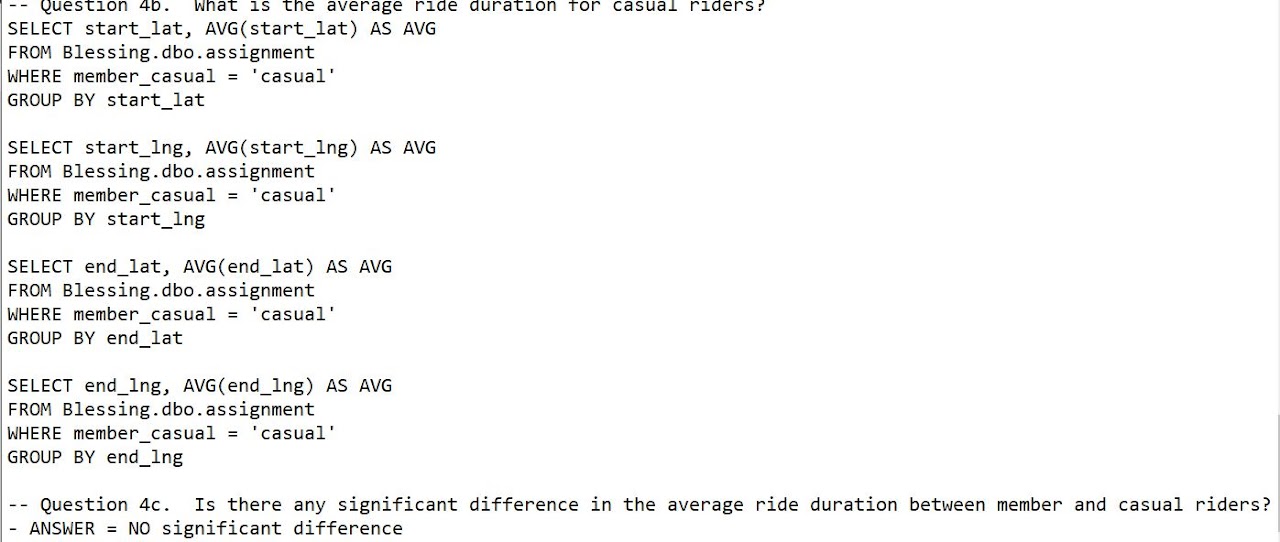 -- Question 4b.  What is the average ride duration for casual riders?
SELECT start_lat, AVG(start_lat) AS AVG
FROM Blessing.dbo.assignment
WHERE member_casual = 'casual'
GROUP BY start_lat

SELECT start_lng, AVG(start_lng) AS AVG
FROM Blessing.dbo.assignment
WHERE member_casual = 'casual'
GROUP BY start_lng

SELECT end_lat, AVG(end_lat) AS AVG
FROM Blessing.dbo.assignment
WHERE member_casual = 'casual'
GROUP BY end_lat

SELECT end_lng, AVG(end_lng) AS AVG
FROM Blessing.dbo.assignment
WHERE member_casual = 'casual'
GROUP BY end_lng

-- Question 4c.  Is there any significant difference in the average ride duration between member and casual riders?
- ANSWER = NO significant difference